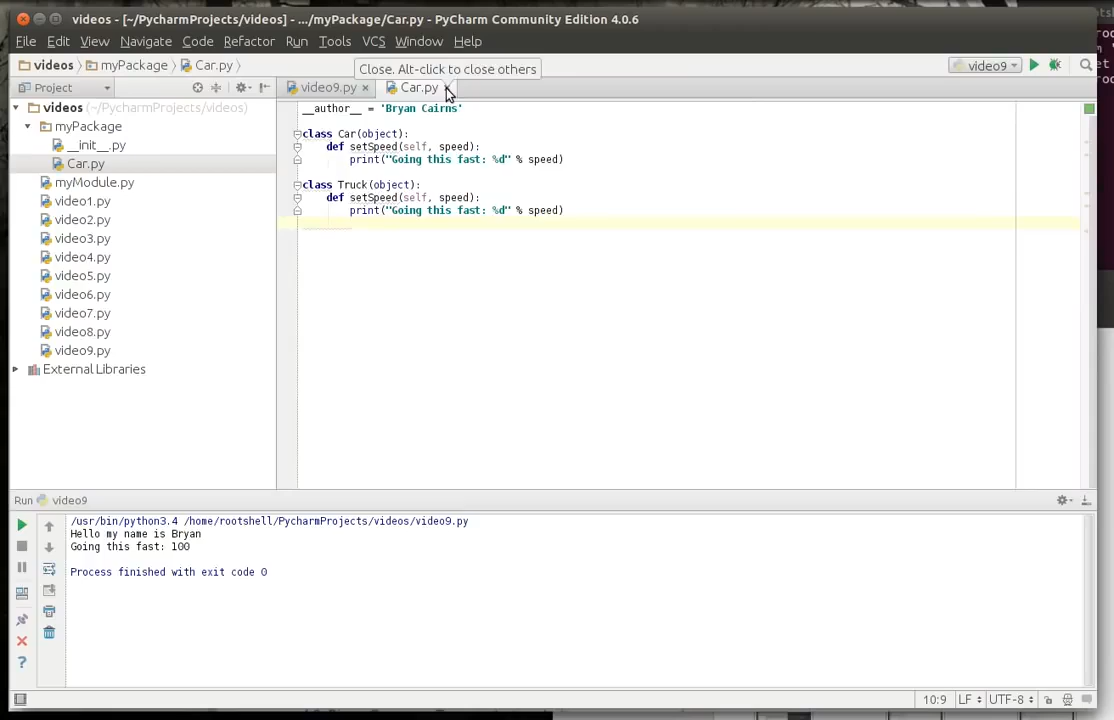 videos - [~/PycharmProjects/videos] - .../myPackage/Car.py - PyCharm Community Edition 4.0.6
File Edit View Navigate Code Refactor Run Tools VCS Window Help
videos myPackage Car.py
Close. Alt-click to close others
video9
Project
video9.py Car.py
videos (~/PycharmProjects/videos)
myPackage
__init__.py
Car.py
myModule.py
video1.py
video2.py
video3.py
video4.py
video5.py
video6.py
video7.py
video8.py
video9.py
External Libraries
__author__ = 'Bryan Cairns'
class Car(object):
def setSpeed(self, speed):
print("Going this fast: %d" % speed)
class Truck(object):
def setSpeed(self, speed):
print("Going this fast: %d" % speed)
Run video9
/usr/bin/python3.4 /home/rootshell/PycharmProjects/videos/video9.py
Hello my name is Bryan
Going this fast: 100
Process finished with exit code 0
10:9 LF UTF-8